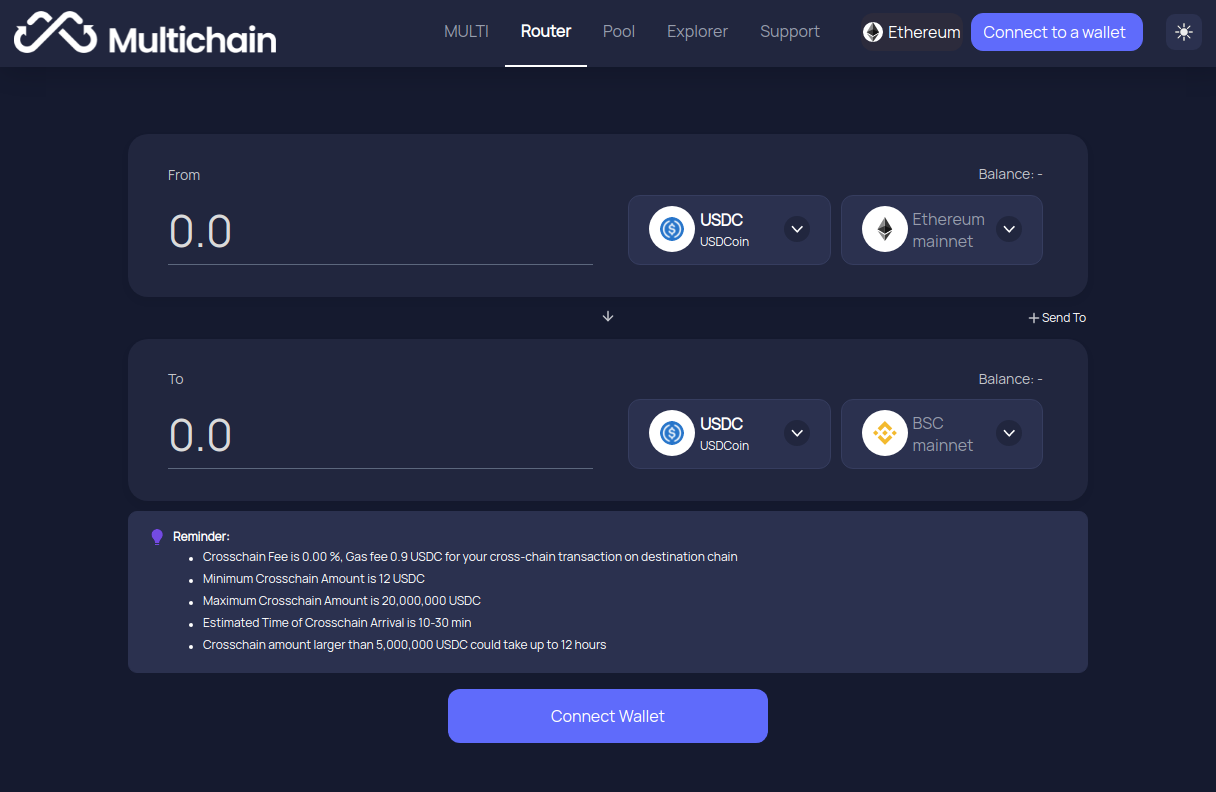 Multichain
MULTI
Router
Pool
Explorer
Support
Ethereum
Connect to a wallet
From
Balance: -
0.0
USDC
USDCoin
Ethereum
mainnet
Send To
To
Balance: -
0.0
USDC
USDCoin
BSC
mainnet
Reminder:
Crosschain Fee is 0.00 %, Gas fee 0.9 USDC for your cross-chain transaction on destination chain
Minimum Crosschain Amount is 12 USDC
Maximum Crosschain Amount is 20,000,000 USDC
Estimated Time of Crosschain Arrival is 10-30 min
Crosschain amount larger than 5,000,000 USDC could take up to 12 hours
Connect Wallet